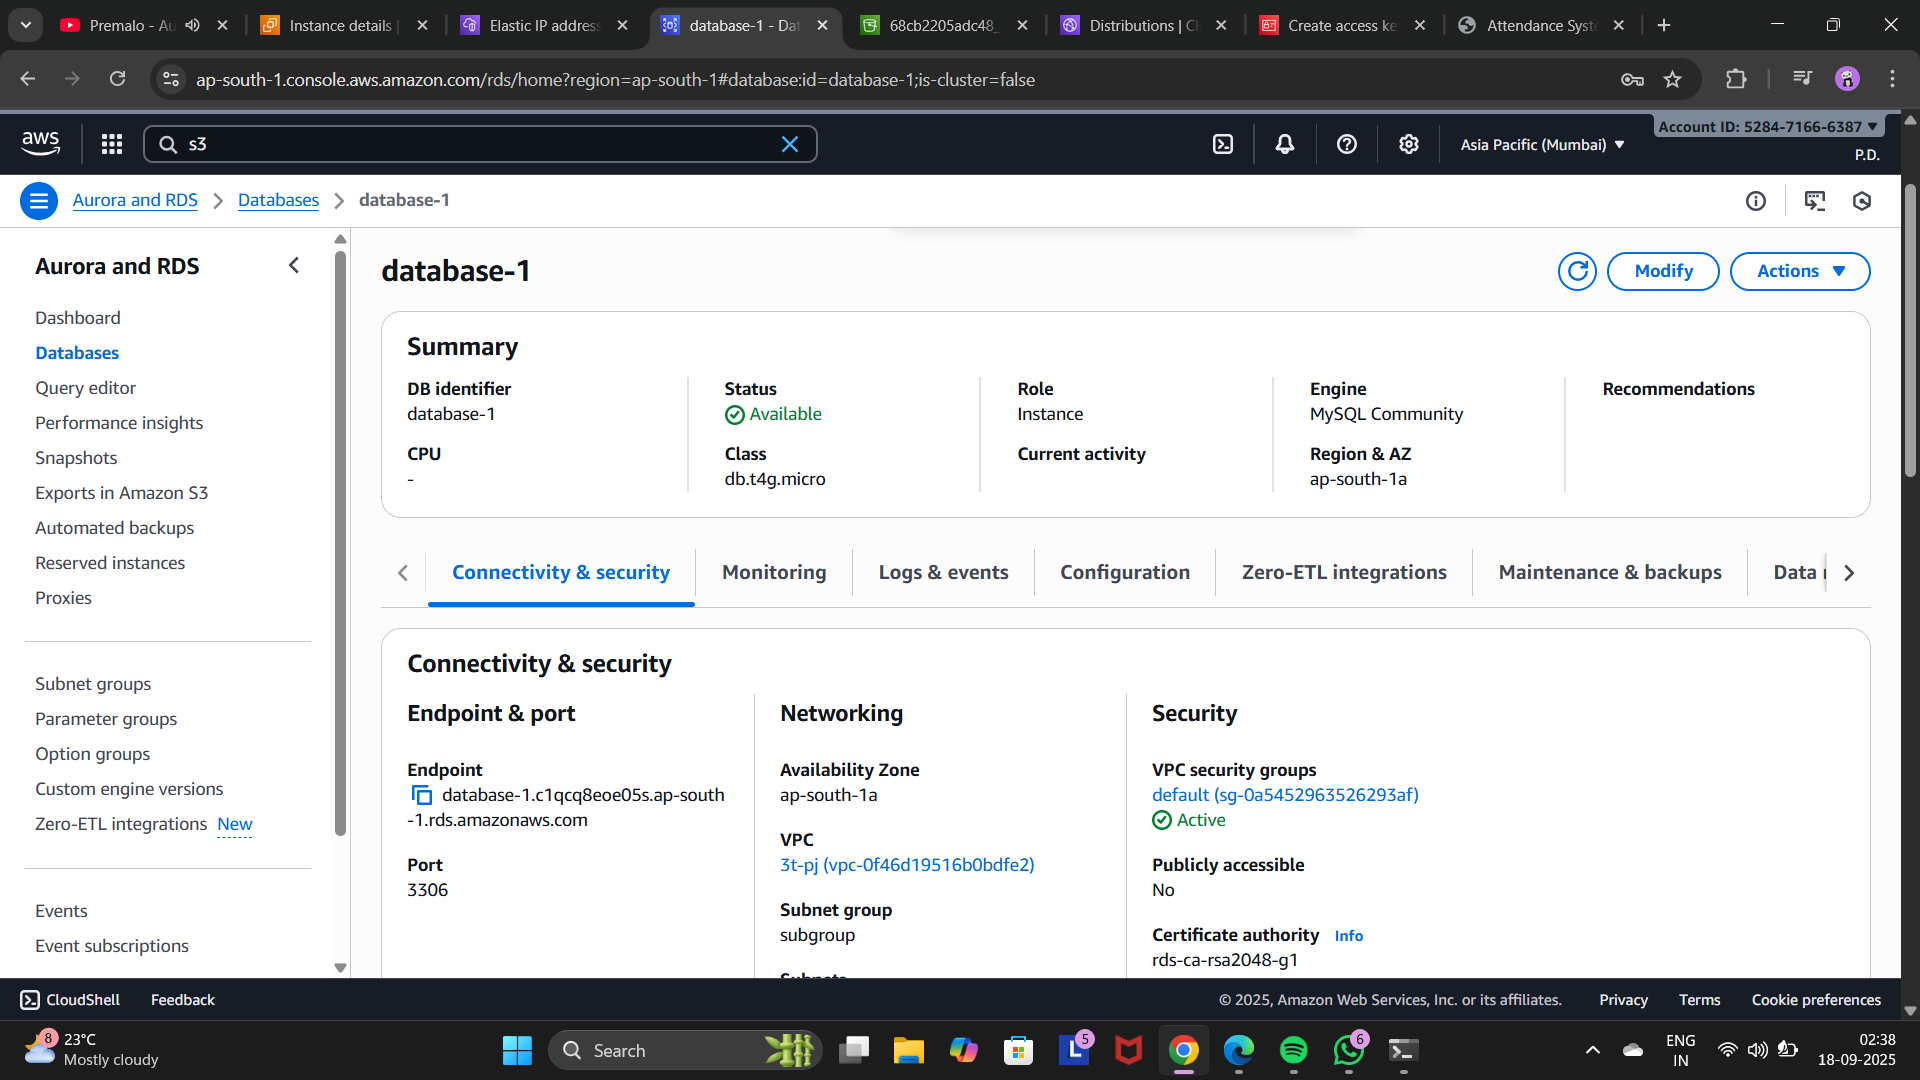 Premalo - Au
Instance details
Elastic IP address
database-1 - Dat
68cb2205adc48_
Distributions | Cl
Create access ke
Attendance Syste
ap-south-1.console.aws.amazon.com/rds/home?region=ap-south-1#database:id=database-1;is-cluster=false
aws
s3
Asia Pacific (Mumbai)
Account ID: 5284-7166-6387
P.D.
Aurora and RDS
Databases
database-1
Aurora and RDS
Dashboard
Databases
Query editor
Performance insights
Snapshots
Exports in Amazon S3
Automated backups
Reserved instances
Proxies
Subnet groups
Parameter groups
Option groups
Custom engine versions
Zero-ETL integrations New
Events
Event subscriptions
database-1
Modify
Actions
Summary
DB identifier
database-1
Status
Available
Role
Instance
Engine
MySQL Community
Recommendations
CPU
-
Class
db.t4g.micro
Current activity
Region & AZ
ap-south-1a
Connectivity & security
Monitoring
Logs & events
Configuration
Zero-ETL integrations
Maintenance & backups
Data
Connectivity & security
Endpoint & port
Endpoint
database-1.c1qcq8eoe05s.ap-south
-1.rds.amazonaws.com
Port
3306
Networking
Availability Zone
ap-south-1a
VPC
3t-pj (vpc-0f46d19516b0bdfe2)
Subnet group
subgroup
Subnets
Security
VPC security groups
default (sg-0a5452963526293af)
Active
Publicly accessible
No
Certificate authority Info
rds-ca-rsa2048-g1
CloudShell
Feedback
© 2025, Amazon Web Services, Inc. or its affiliates.
Privacy
Terms
Cookie preferences
8
23°C
Mostly cloudy
Search
L
5
6
ENG
IN
02:38
18-09-2025